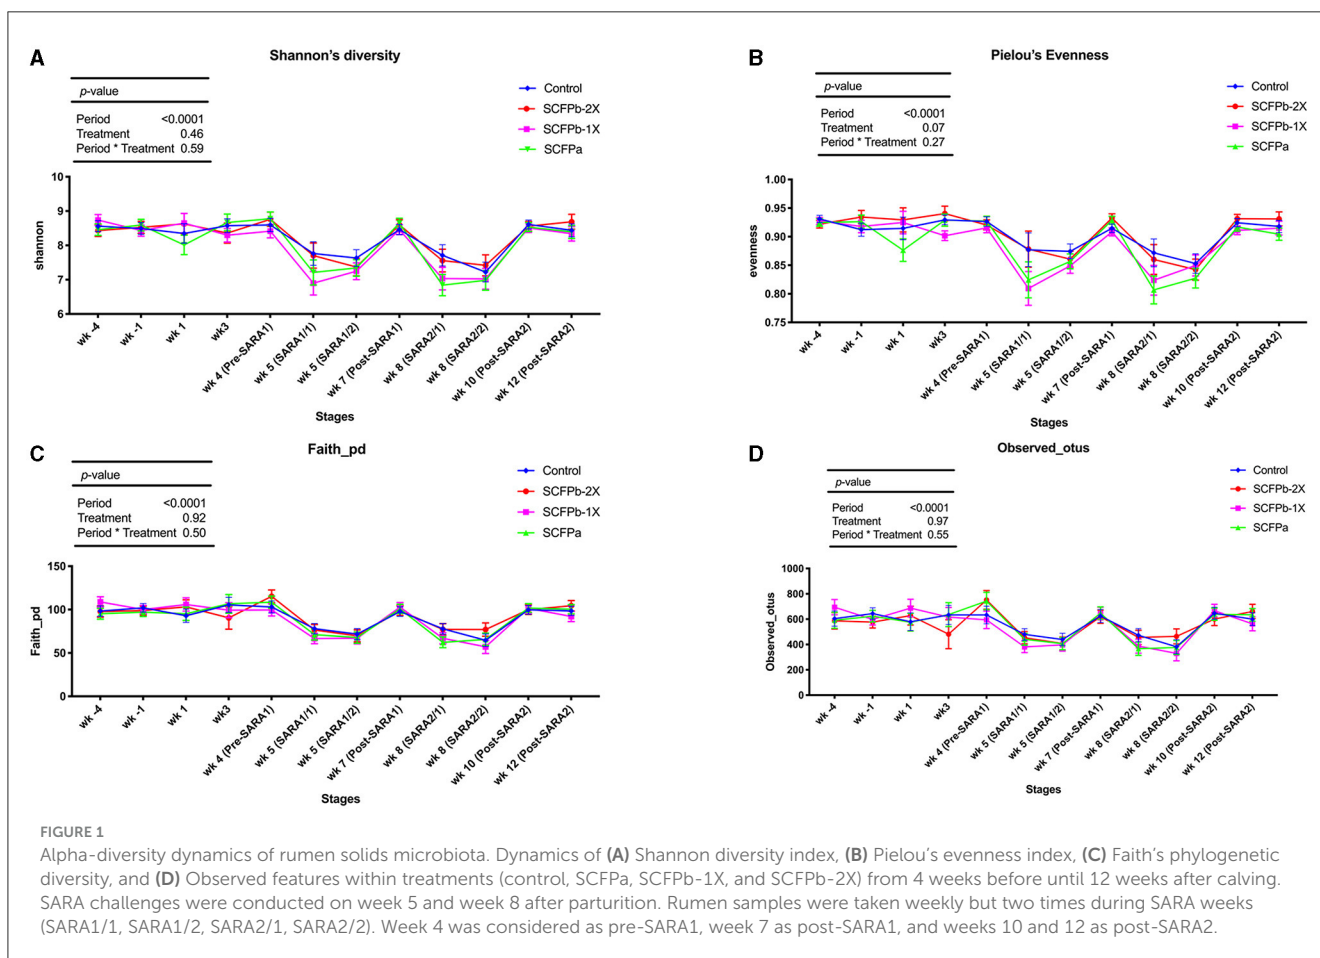 A
Shannon's diversity
p-value
Period <0.0001
Treatment 0.46
Period * Treatment 0.59
Control
SCFPb-2X
SCFPb-1X
SCFPa
10
9
8
7
6
shannon
wk -4
wk -1
wk 1
wk3
wk 4 (Pre-SARA1)
wk 5 (SARA1/1)
wk 5 (SARA1/2)
wk 7 (Post-SARA1)
wk 8 (SARA2/1)
wk 8 (SARA2/2)
wk 10 (Post-SARA2)
wk 12 (Post-SARA2)
Stages
B
Pielou's Evenness
p-value
Period <0.0001
Treatment 0.07
Period * Treatment 0.27
Control
SCFPb-2X
SCFPb-1X
SCFPa
1.00
0.95
0.90
0.85
0.80
0.75
evenness
wk -4
wk -1
wk 1
wk3
wk 4 (Pre-SARA1)
wk 5 (SARA1/1)
wk 5 (SARA1/2)
wk 7 (Post-SARA1)
wk 8 (SARA2/1)
wk 8 (SARA2/2)
wk 10 (Post-SARA2)
wk 12 (Post-SARA2)
Stages
C
Faith_pd
p-value
Period <0.0001
Treatment 0.92
Period * Treatment 0.50
Control
SCFPb-2X
SCFPb-1X
SCFPa
150
100
50
0
Faith_pd
wk -4
wk -1
wk 1
wk3
wk 4 (Pre-SARA1)
wk 5 (SARA1/1)
wk 5 (SARA1/2)
wk 7 (Post-SARA1)
wk 8 (SARA2/1)
wk 8 (SARA2/2)
wk 10 (Post-SARA2)
wk 12 (Post-SARA2)
Stages
D
Observed_otus
p-value
Period <0.0001
Treatment 0.97
Period * Treatment 0.55
Control
SCFPb-2X
SCFPb-1X
SCFPa
1000
800
600
400
200
0
Observed_otus
wk -4
wk -1
wk 1
wk3
wk 4 (Pre-SARA1)
wk 5 (SARA1/1)
wk 5 (SARA1/2)
wk 7 (Post-SARA1)
wk 8 (SARA2/1)
wk 8 (SARA2/2)
wk 10 (Post-SARA2)
wk 12 (Post-SARA2)
Stages
FIGURE 1
Alpha-diversity dynamics of rumen solids microbiota. Dynamics of (A) Shannon diversity index, (B) Pielou's evenness index, (C) Faith's phylogenetic
diversity, and (D) Observed features within treatments (control, SCFPa, SCFPb-1X, and SCFPb-2X) from 4 weeks before until 12 weeks after calving.
SARA challenges were conducted on week 5 and week 8 after parturition. Rumen samples were taken weekly but two times during SARA weeks
(SARA1/1, SARA1/2, SARA2/1, SARA2/2). Week 4 was considered as pre-SARA1, week 7 as post-SARA1, and weeks 10 and 12 as post-SARA2.